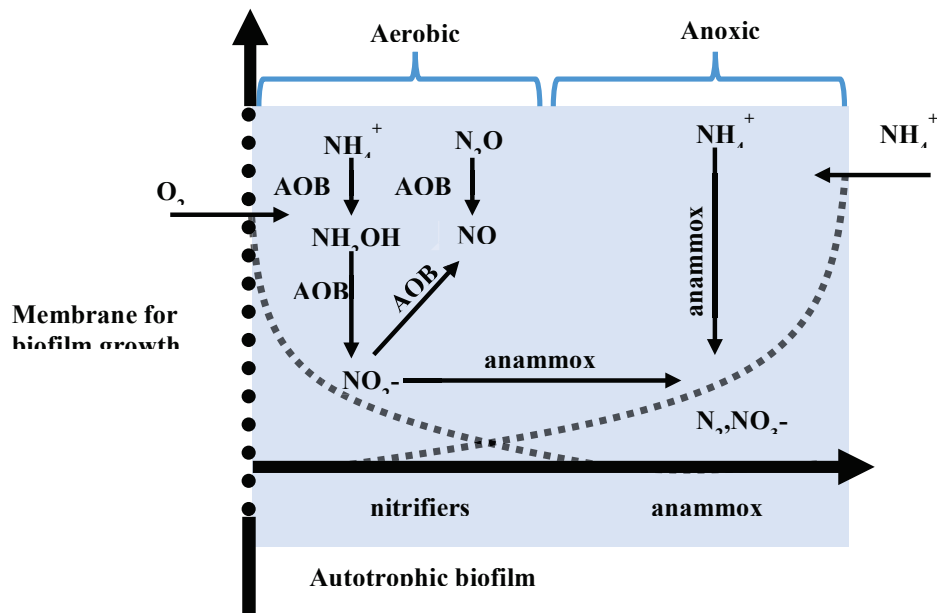 Aerobic
Anoxic
NH₄⁺
N₂O
NH₄⁺
NH₄⁺
AOB
AOB
O₂
NH₂OH
NO
AOB
AOB
anammox
Membrane for
biofilm growth
NO₂-
anammox
N₂,NO₃-
nitrifiers
anammox
Autotrophic biofilm